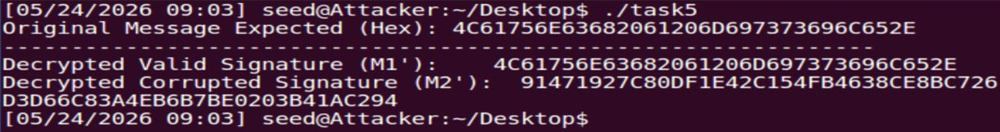 [05/24/2026 09:03] seed@Attacker:~/Desktop$ ./task5
Original Message Expected (Hex): 4C61756E63682061206D697373696C652E
----------------------------------------------------------------------
Decrypted Valid Signature (M1'):    4C61756E63682061206D697373696C652E
Decrypted Corrupted Signature (M2'):  91471927C80DF1E42C154FB4638CE8BC726
D3D66C83A4EB6B7BE0203B41AC294
[05/24/2026 09:03] seed@Attacker:~/Desktop$